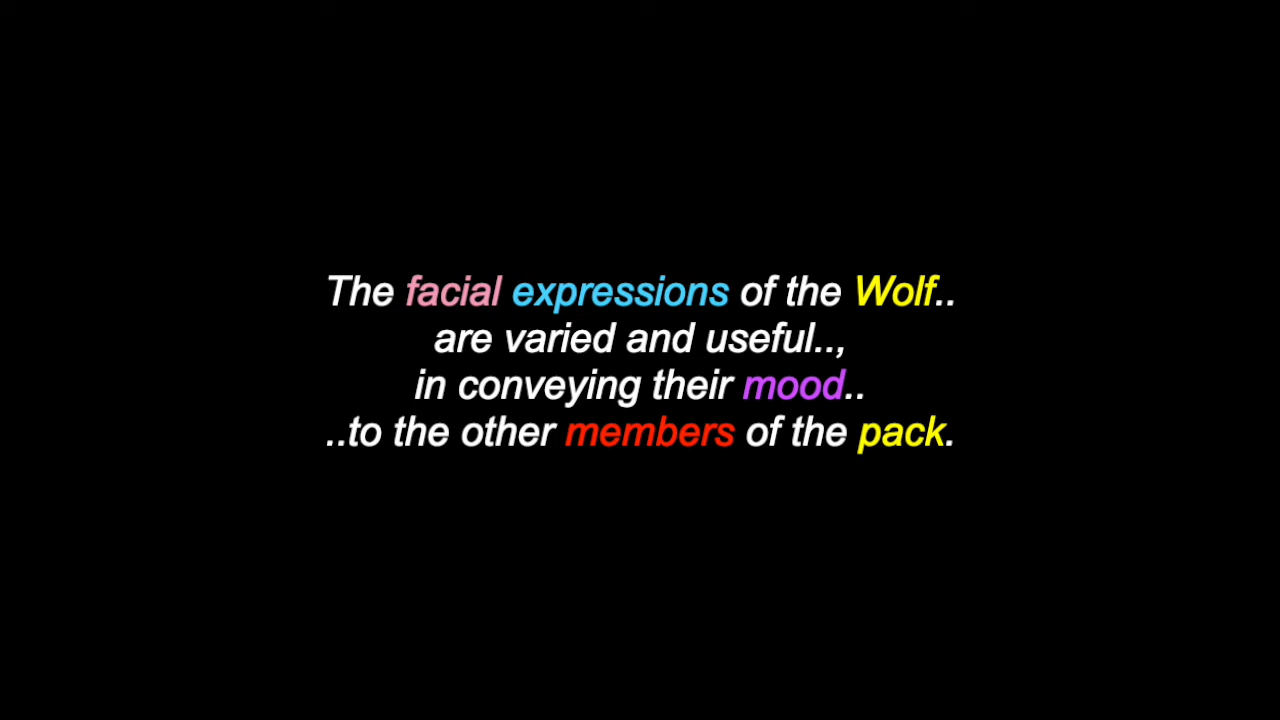 The facial expressions of the Wolf..
are varied and useful..,
in conveying their mood..
..to the other members of the pack.